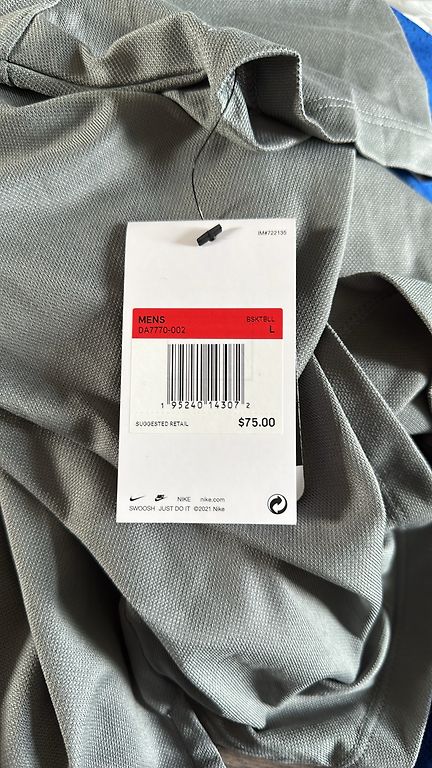 IM#722135
MENS BSKTBLL
DA7770-002 L
1 95240 14307 2
SUGGESTED RETAIL $75.00
NIKE nike.com
SWOOSH JUST DO IT ©2021 Nike